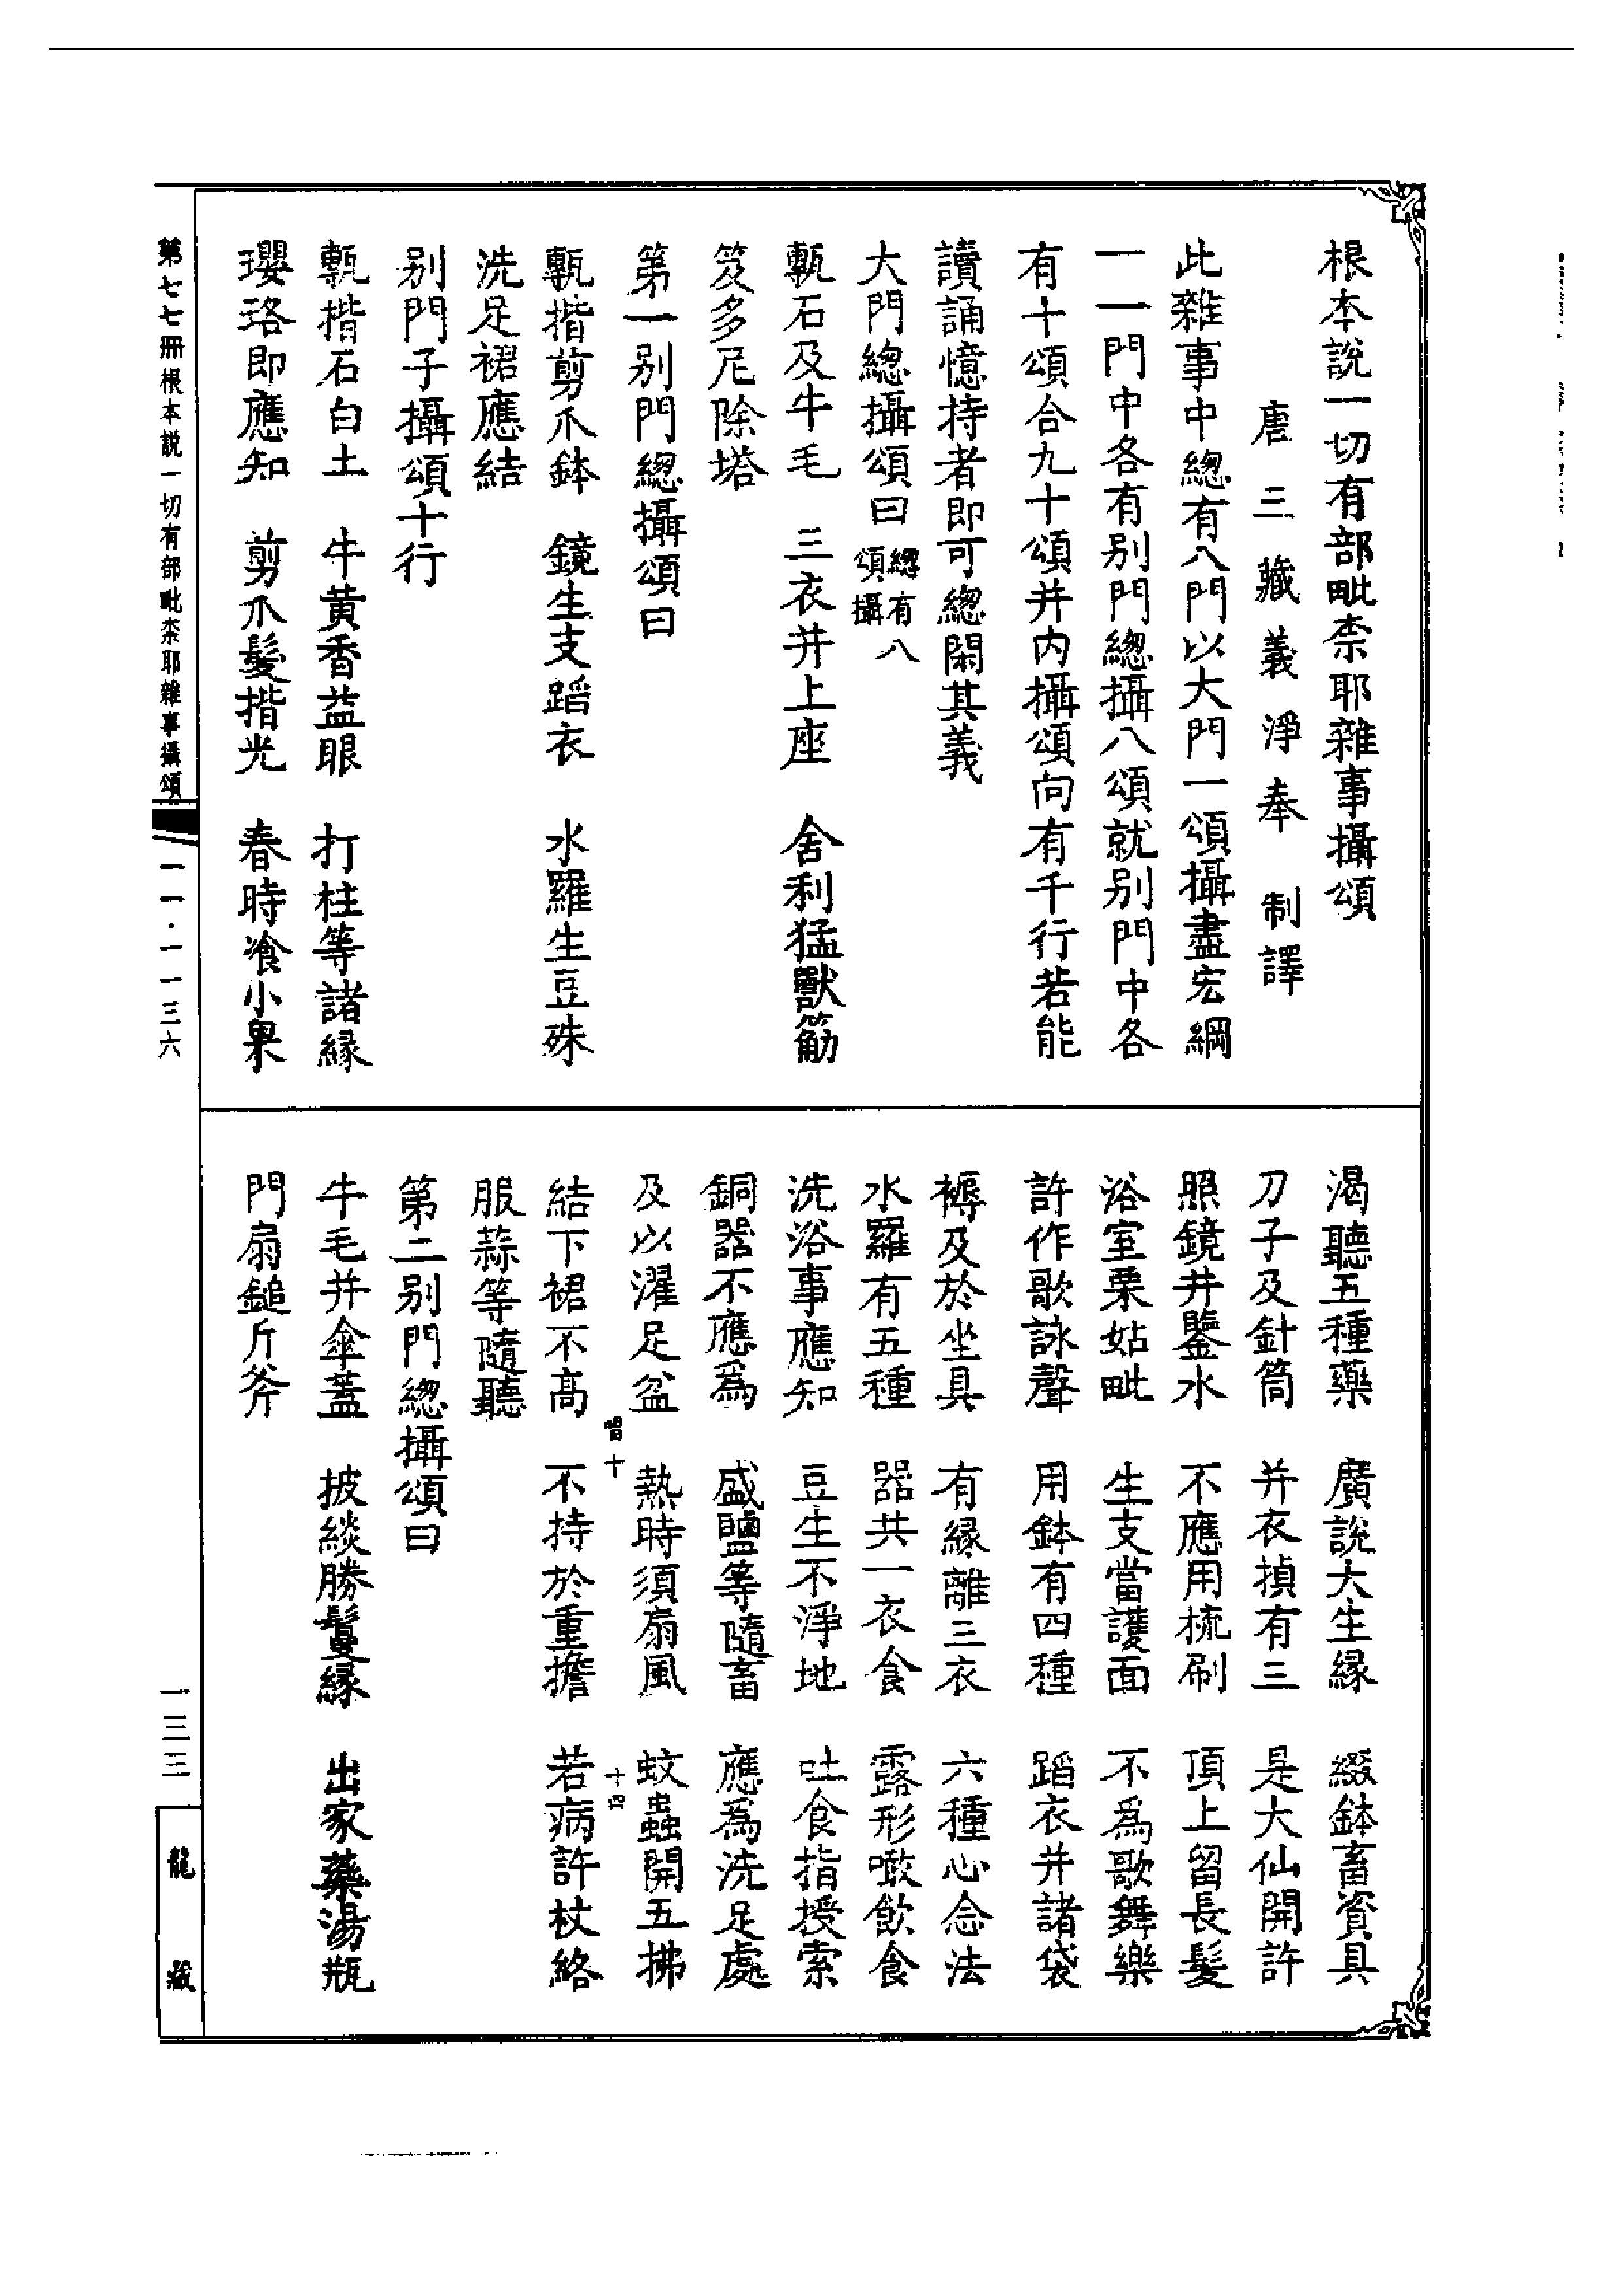 根本說一切有部毗柰耶雜事攝頌
唐三藏義淨奉 制譯
此雜事中總有八門以大門一頌攝盡宏綱
一一門中各有別門總攝八頌就別門中各
有十頌合九十頌并內攝頌向有千行若能
讀誦憶持者即可總閑其義
大門總攝頌曰 總有八頌攝
甎石及牛毛 三衣并上座 舍利猛獸筋
笈多尼除塔
第一別門總攝頌曰
甎揩剪爪鉢 鏡生支蹈衣 水羅生豆殊
洗足裙應結
別門子攝頌十行
甎揩石白土 牛黃香益眼 打柱等諸緣
瓔珞即應知 剪爪髮揩光 春時飡小果
渴聽五種藥 廣說大生緣 綴鉢畜資具
刀子及針筒 并衣楨有三 是大仙開許
照鏡井鑒水 不應用梳刷 頂上留長髮
浴室栗姑毗 生支當護面 不為歌舞樂
許作歌詠聲 用鉢有四種 蹈衣并諸袋
褥及於坐具 有緣離三衣 六種心念法
水羅有五種 器共一衣食 露形噉飲食
洗浴事應知 豆生不淨地 吐食指授索
銅器不應為 盛鹽等隨畜 應為洗足處
及以濯足盆 熱時須扇風 蚊蟲開五拂
結下裙不高 不持於重擔 若病許杖絡
服蒜等隨聽
第二別門總攝頌曰
牛毛并傘蓋 披緂勝鬘緣 出家藥湯瓶
門扇鎚斤斧
第七七冊 根本說一切有部毗柰耶雜事攝頌
一一·一一三六
一三三
龍藏